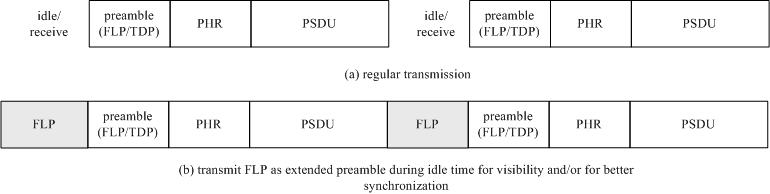 idle/ receive preamble (FLP/TDP) PHR PSDU idle/ receive preamble (FLP/TDP) PHR PSDU
(a) regular transmission
FLP preamble (FLP/TDP) PHR PSDU FLP preamble (FLP/TDP) PHR PSDU
(b) transmit FLP as extended preamble during idle time for visibility and/or for better
synchronization